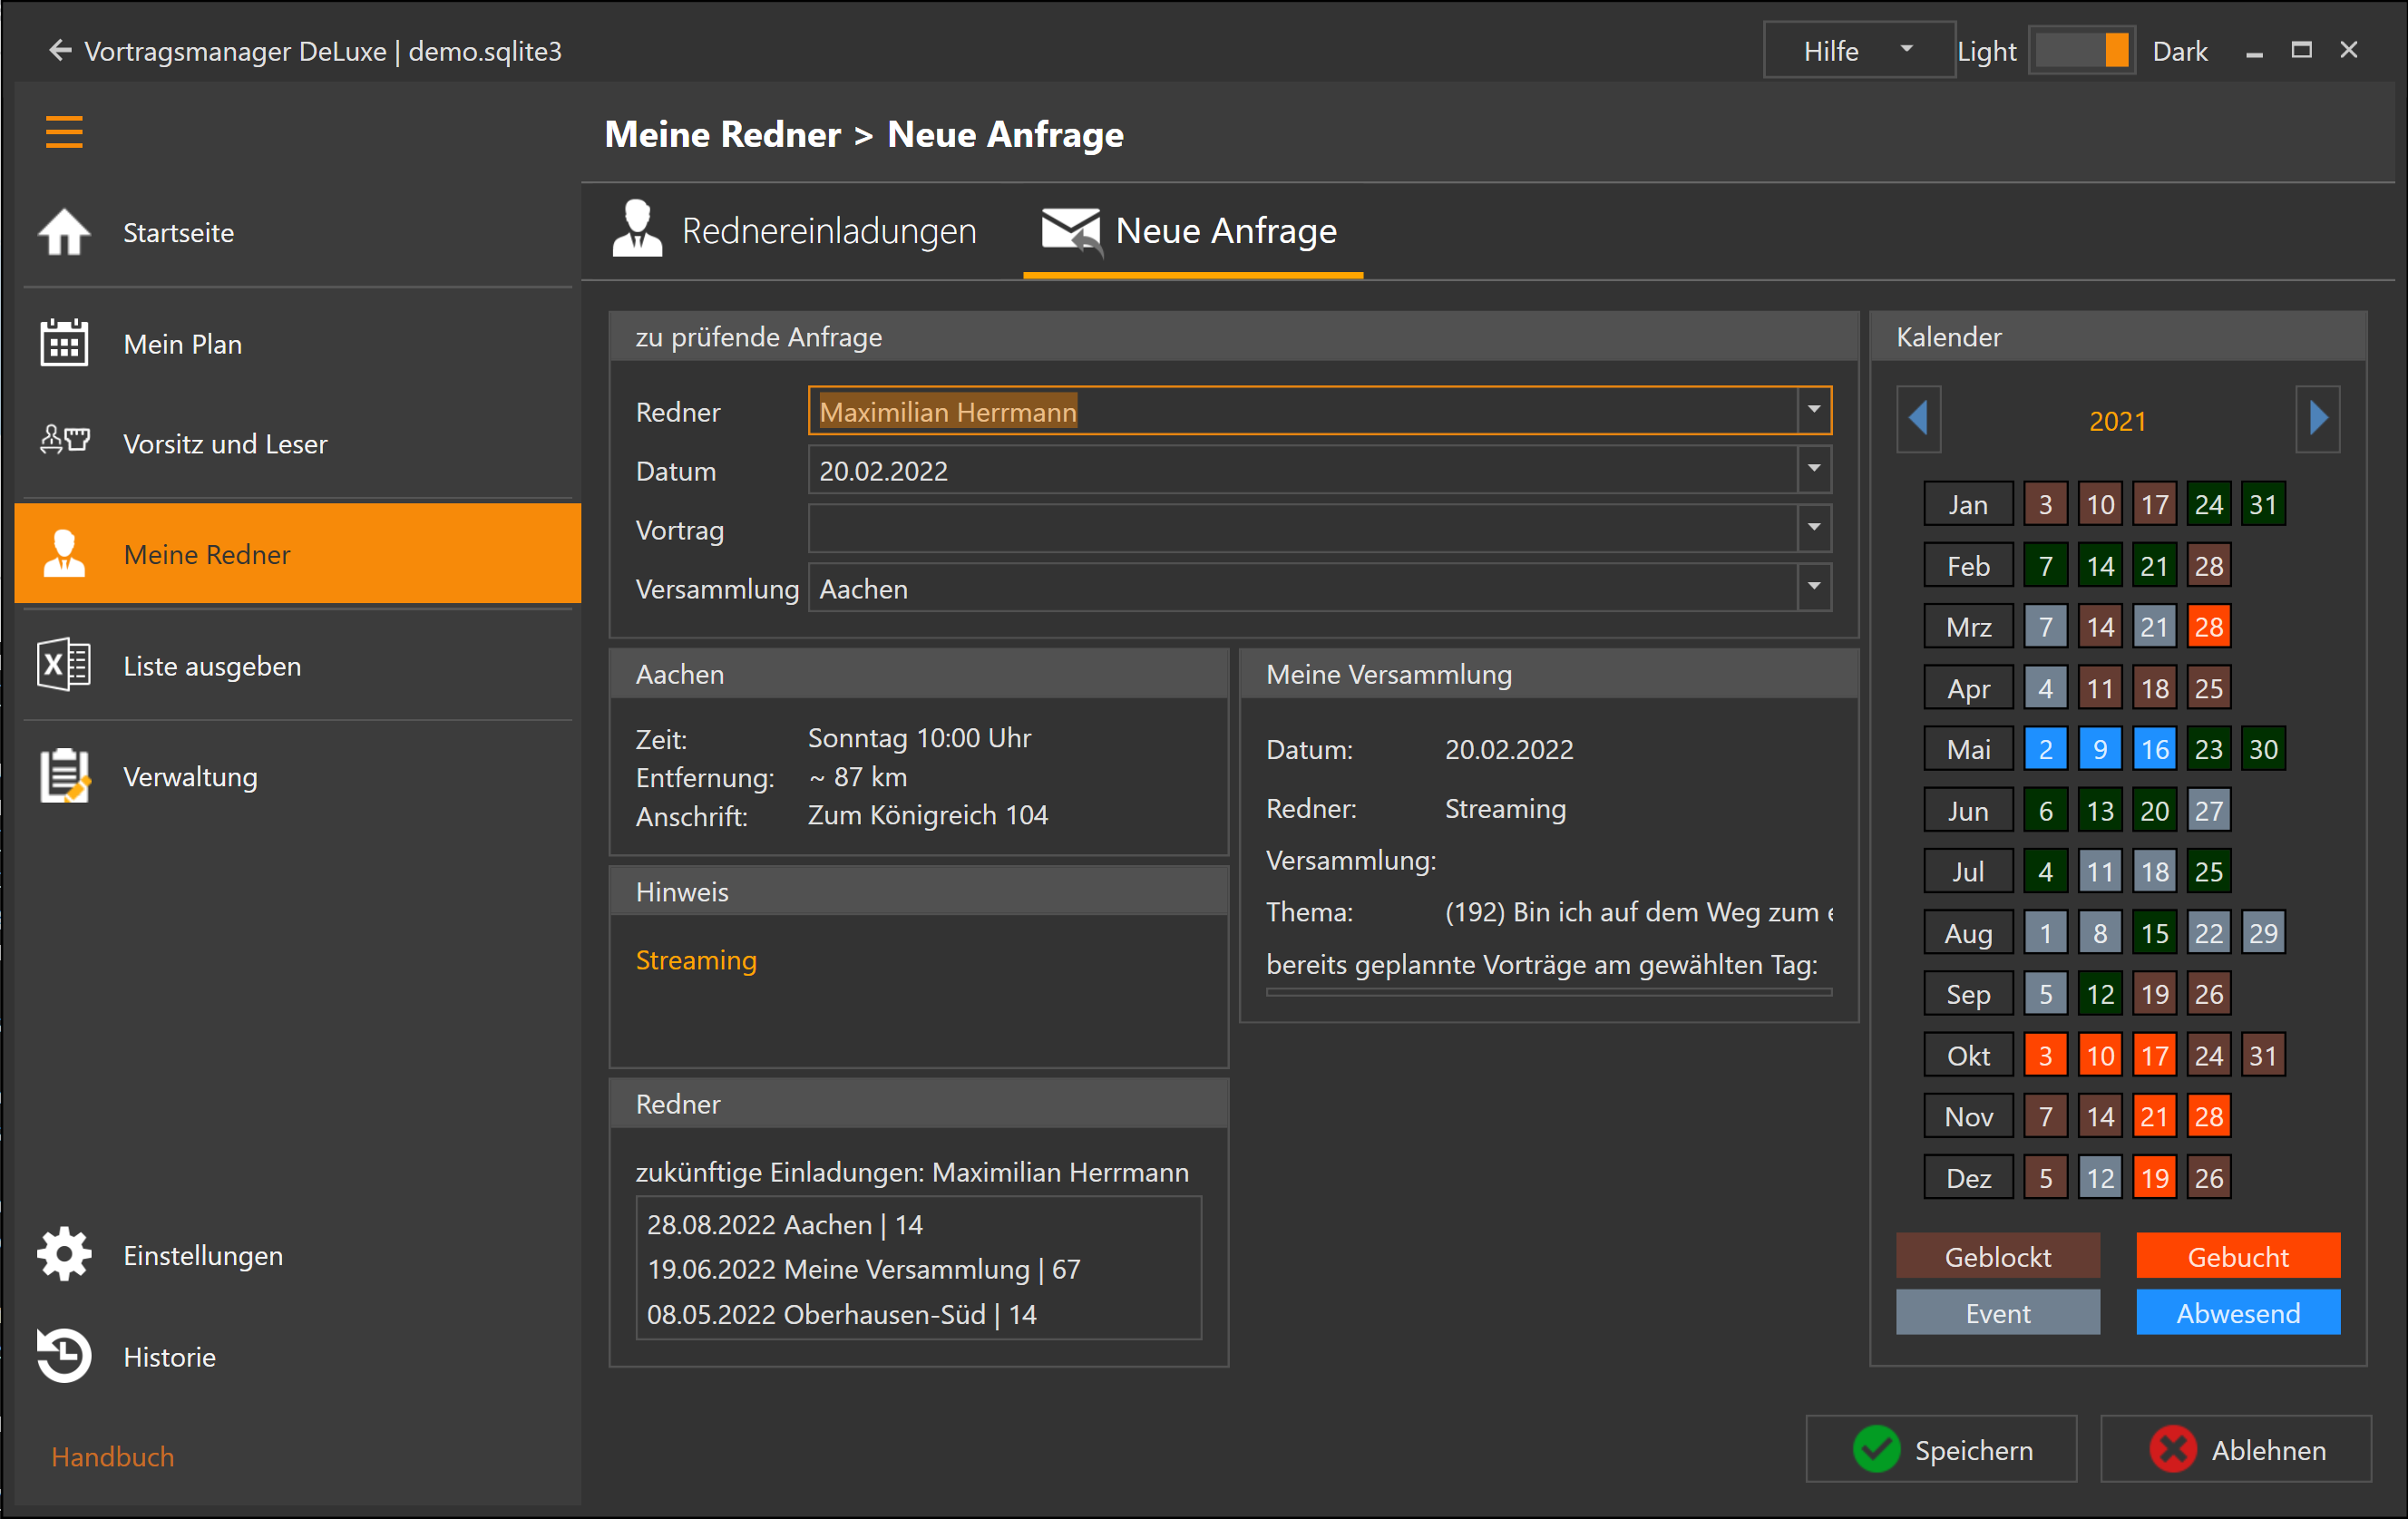 Vortragsmanager DeLuxe | demo.sqlite3
Hilfe
Light
Dark
Startseite
Mein Plan
Vorsitz und Leser
Meine Redner
Liste ausgeben
Verwaltung
Einstellungen
Historie
Handbuch
Meine Redner > Neue Anfrage
Rednereinladungen
Neue Anfrage
zu prüfende Anfrage
Redner Maximilian Herrmann
Datum 20.02.2022
Vortrag
Versammlung Aachen
Aachen
Zeit: Sonntag 10:00 Uhr
Entfernung: ~ 87 km
Anschrift: Zum Königreich 104
Hinweis
Streaming
Redner
zukünftige Einladungen: Maximilian Herrmann
28.08.2022 Aachen | 14
19.06.2022 Meine Versammlung | 67
08.05.2022 Oberhausen-Süd | 14
Meine Versammlung
Datum: 20.02.2022
Redner: Streaming
Versammlung:
Thema: (192) Bin ich auf dem Weg zum
bereits geplannte Vorträge am gewählten Tag:
Kalender
2021
Jan 3 10 17 24 31
Feb 7 14 21 28
Mrz 7 14 21 28
Apr 4 11 18 25
Mai 2 9 16 23 30
Jun 6 13 20 27
Jul 4 11 18 25
Aug 1 8 15 22 29
Sep 5 12 19 26
Okt 3 10 17 24 31
Nov 7 14 21 28
Dez 5 12 19 26
Geblockt Gebucht
Event Abwesend
Speichern
Ablehnen